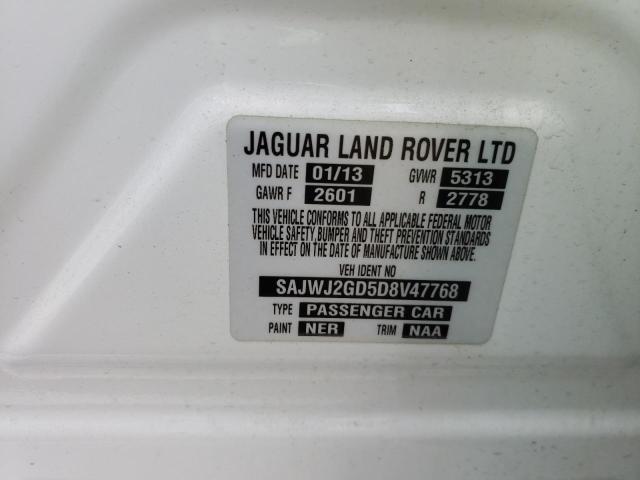 JAGUAR LAND ROVER LTD
MFD DATE 01/13 GVWR 5313
GAWR F 2601 R 2778
THIS VEHICLE CONFORMS TO ALL APPLICABLE FEDERAL MOTOR
VEHICLE SAFETY, BUMPER AND THEFT PREVENTION STANDARDS
IN EFFECT ON THE DATE OF MANUFACTURE SHOWN ABOVE.
VEH IDENT NO
SAJWJ2GD5D8V47768
TYPE PASSENGER CAR
PAINT NER TRIM NAA